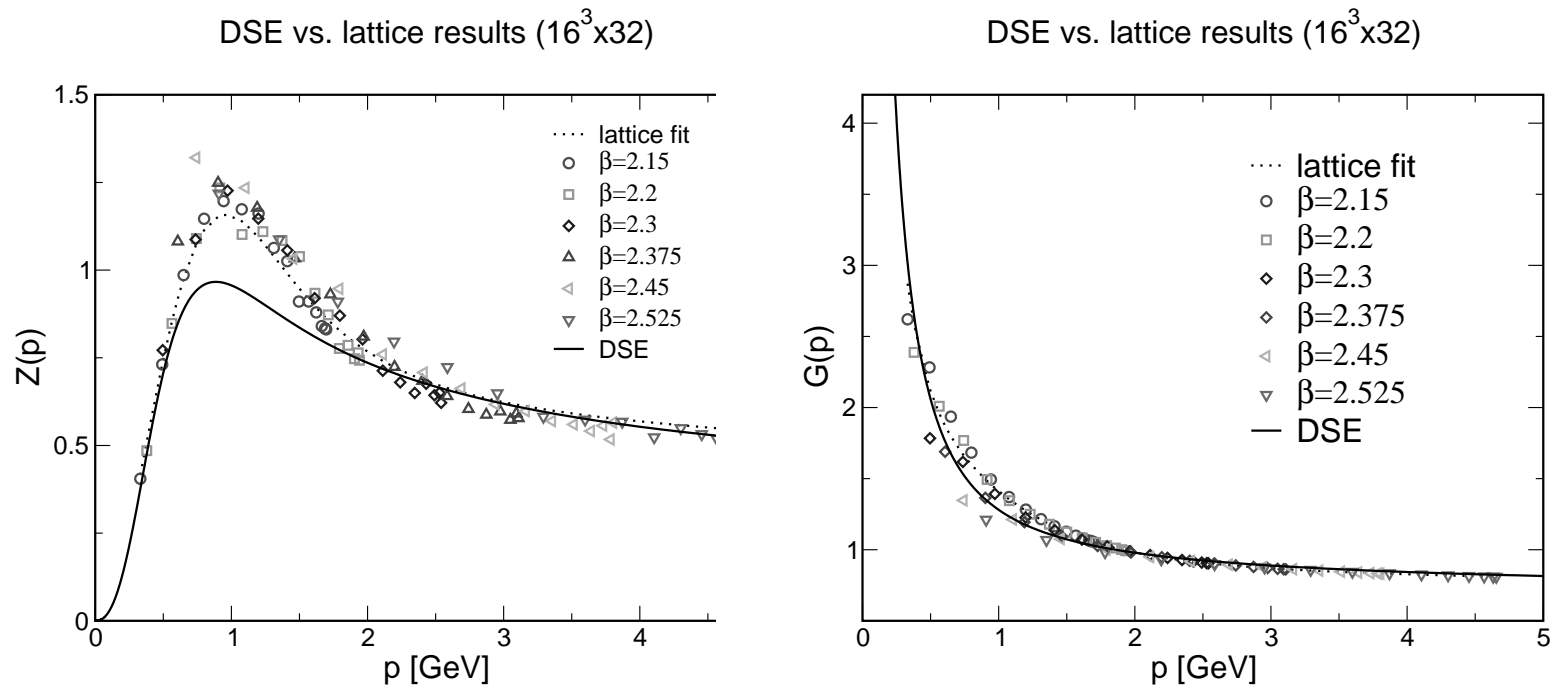 DSE vs. lattice results (16³x32)
Z(p)
1.5
1
0.5
0
0 1 2 3 4
p [GeV]
lattice fit
β=2.15
β=2.2
β=2.3
β=2.375
β=2.45
β=2.525
DSE
DSE vs. lattice results (16³x32)
G(p)
4
3
2
1
0 1 2 3 4 5
p [GeV]
lattice fit
β=2.15
β=2.2
β=2.3
β=2.375
β=2.45
β=2.525
DSE